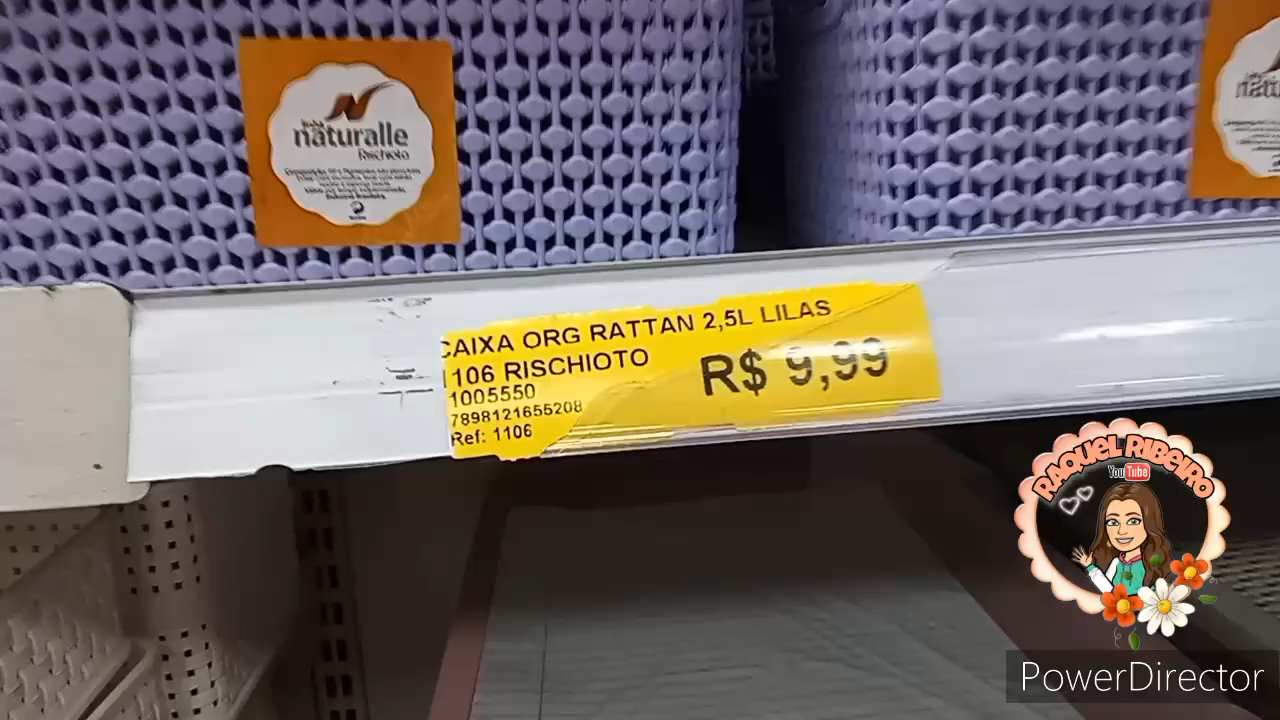 naturalle
Rischioto
CAIXA ORG RATTAN 2,5L LILAS
1106 RISCHIOTO
R$ 9,99
1005550
7898121655208
Ref: 1106
RAQUEL RIBEIRO
YouTube
PowerDirector